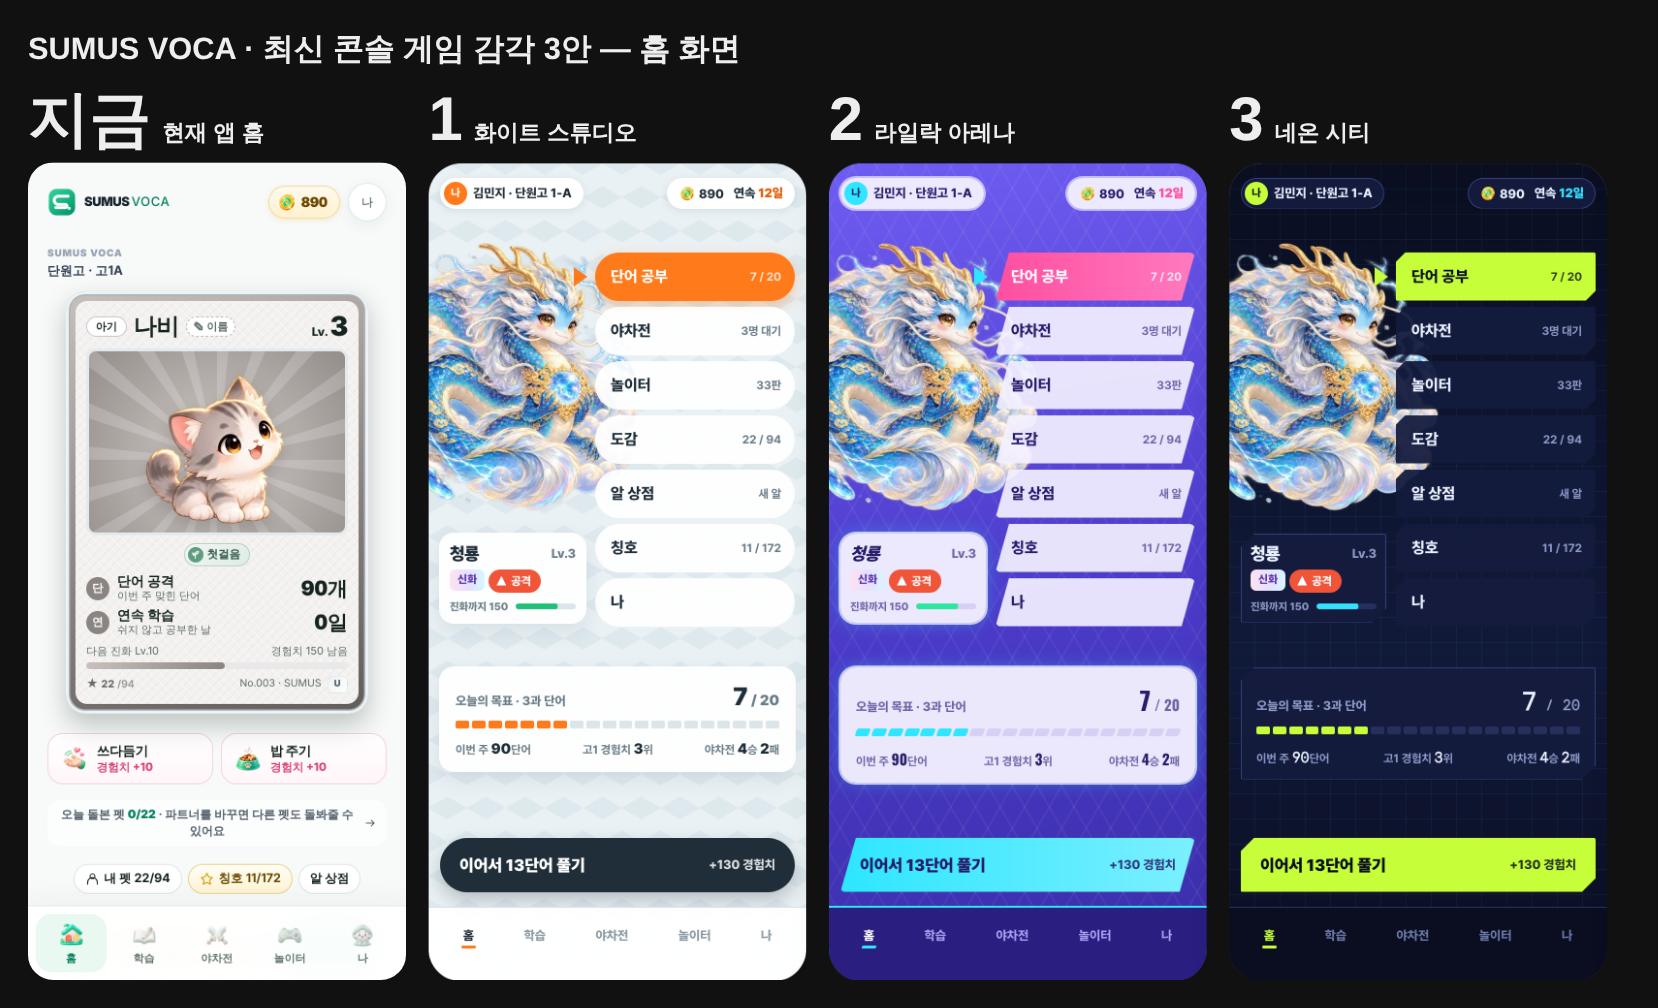 SUMUS VOCA · 최신 콘솔 게임 감각 3안 — 홈 화면
지금 현재 앱 홈
SUMUS VOCA
890
나
SUMUS VOCA
단원고 · 고1A
아기 나비 ✎ 이름 Lv.3
첫걸음
단 단어 공격 90개
이번 주 맞힌 단어
연 연속 학습 0일
쉬지 않고 공부한 날
다음 진화 Lv.10 경험치 150 남음
★ 22 /94 No.003 · SUMUS U
쓰다듬기
경험치 +10
밥 주기
경험치 +10
오늘 돌본 펫 0/22 · 파트너를 바꾸면 다른 펫도 돌봐줄 수 있어요 →
내 펫 22/94
칭호 11/172
알 상점
홈 학습 야차전 놀이터 나
1 화이트 스튜디오
나 김민지 · 단원고 1-A
890 연속 12일
단어 공부 7 / 20
야차전 3명 대기
놀이터 33판
도감 22 / 94
알 상점 새 알
칭호 11 / 172
나
청룡 Lv.3
신화 ▲ 공격
진화까지 150
오늘의 목표 · 3과 단어 7 / 20
이번 주 90단어 고1 경험치 3위 야차전 4승 2패
이어서 13단어 풀기 +130 경험치
홈 학습 야차전 놀이터 나
2 라일락 아레나
나 김민지 · 단원고 1-A
890 연속 12일
단어 공부 7 / 20
야차전 3명 대기
놀이터 33판
도감 22 / 94
알 상점 새 알
칭호 11 / 172
나
청룡 Lv.3
신화 ▲ 공격
진화까지 150
오늘의 목표 · 3과 단어 7 / 20
이번 주 90단어 고1 경험치 3위 야차전 4승 2패
이어서 13단어 풀기 +130 경험치
홈 학습 야차전 놀이터 나
3 네온 시티
나 김민지 · 단원고 1-A
890 연속 12일
단어 공부 7 / 20
야차전 3명 대기
놀이터 33판
도감 22 / 94
알 상점 새 알
칭호 11 / 172
나
청룡 Lv.3
신화 ▲ 공격
진화까지 150
오늘의 목표 · 3과 단어 7 / 20
이번 주 90단어 고1 경험치 3위 야차전 4승 2패
이어서 13단어 풀기 +130 경험치
홈 학습 야차전 놀이터 나